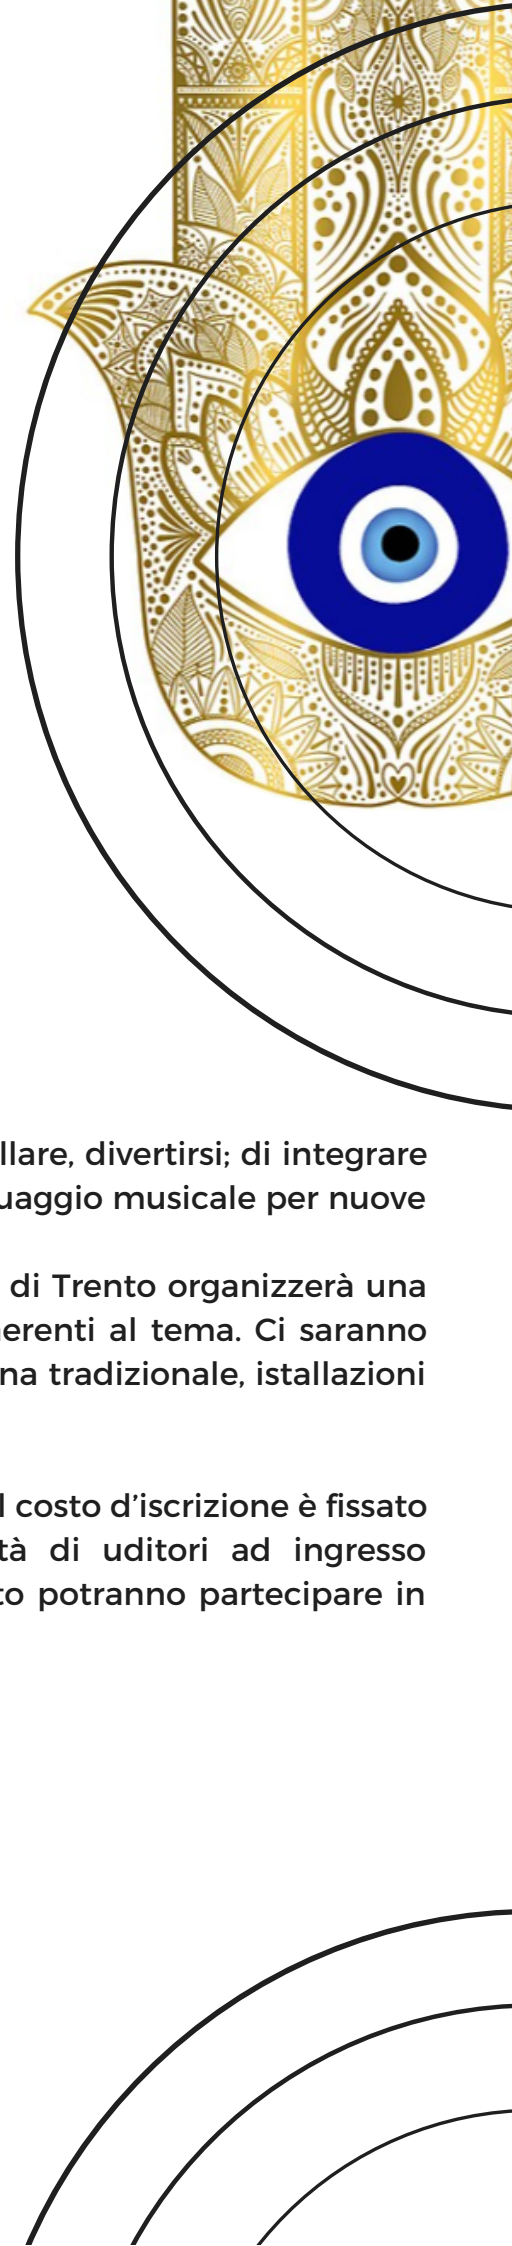 llare, divertirsi; di integrare
uaggio musicale per nuove
di Trento organizzerà una
erenti al tema. Ci saranno
na tradizionale, istallazioni
l costo d’iscrizione è fissato
tà di uditori ad ingresso
to potranno partecipare in